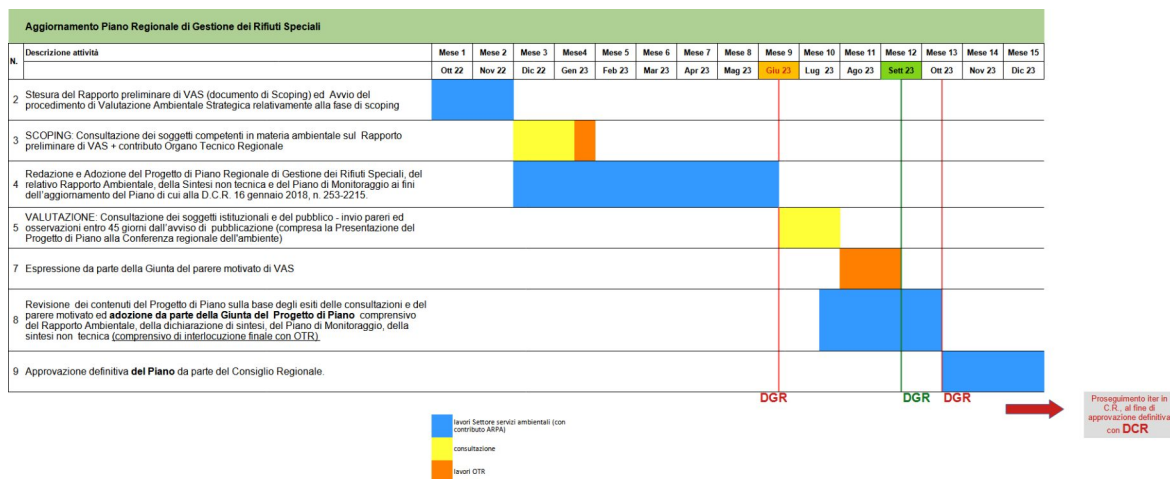 Aggiornamento Piano Regionale di Gestione dei Rifiuti Speciali
N.
Descrizione attività
Mese 1 Mese 2 Mese 3 Mese4 Mese 5 Mese 6 Mese 7 Mese 8 Mese 9 Mese 10 Mese 11 Mese 12 Mese 13 Mese 14 Mese 15
Ott 22 Nov 22 Dic 22 Gen 23 Feb 23 Mar 23 Apr 23 Mag 23 Giu 23 Lug 23 Ago 23 Sett 23 Ott 23 Nov 23 Dic 23
2 Stesura del Rapporto preliminare di VAS (documento di Scoping) ed Avvio del
procedimento di Valutazione Ambientale Strategica relativamente alla fase di scoping
3 SCOPING: Consultazione dei soggetti competenti in materia ambientale sul Rapporto
preliminare di VAS + contributo Organo Tecnico Regionale
4 Redazione e Adozione del Progetto di Piano Regionale di Gestione dei Rifiuti Speciali, del
relativo Rapporto Ambientale, della Sintesi non tecnica e del Piano di Monitoraggio ai fini
dell'aggiornamento del Piano di cui alla D.C.R. 16 gennaio 2018, n. 253-2215.
5 VALUTAZIONE: Consultazione dei soggetti istituzionali e del pubblico - invio pareri ed
osservazioni entro 45 giorni dall'avviso di pubblicazione (compresa la Presentazione del
Progetto di Piano alla Conferenza regionale dell'ambiente)
7 Espressione da parte della Giunta del parere motivato di VAS
8 Revisione dei contenuti del Progetto di Piano sulla base degli esiti delle consultazioni e del
parere motivato ed adozione da parte della Giunta del Progetto di Piano comprensivo
del Rapporto Ambientale, della dichiarazione di sintesi, del Piano di Monitoraggio, della
sintesi non tecnica (comprensivo di interlocuzione finale con OTR)
9 Approvazione definitiva del Piano da parte del Consiglio Regionale.
DGR DGR DGR
Proseguimento iter in
C.R., al fine di
approvazione definitiva
con DCR
lavori Settore servizi ambientali (con
contributo ARPA)
consultazione
lavori OTR